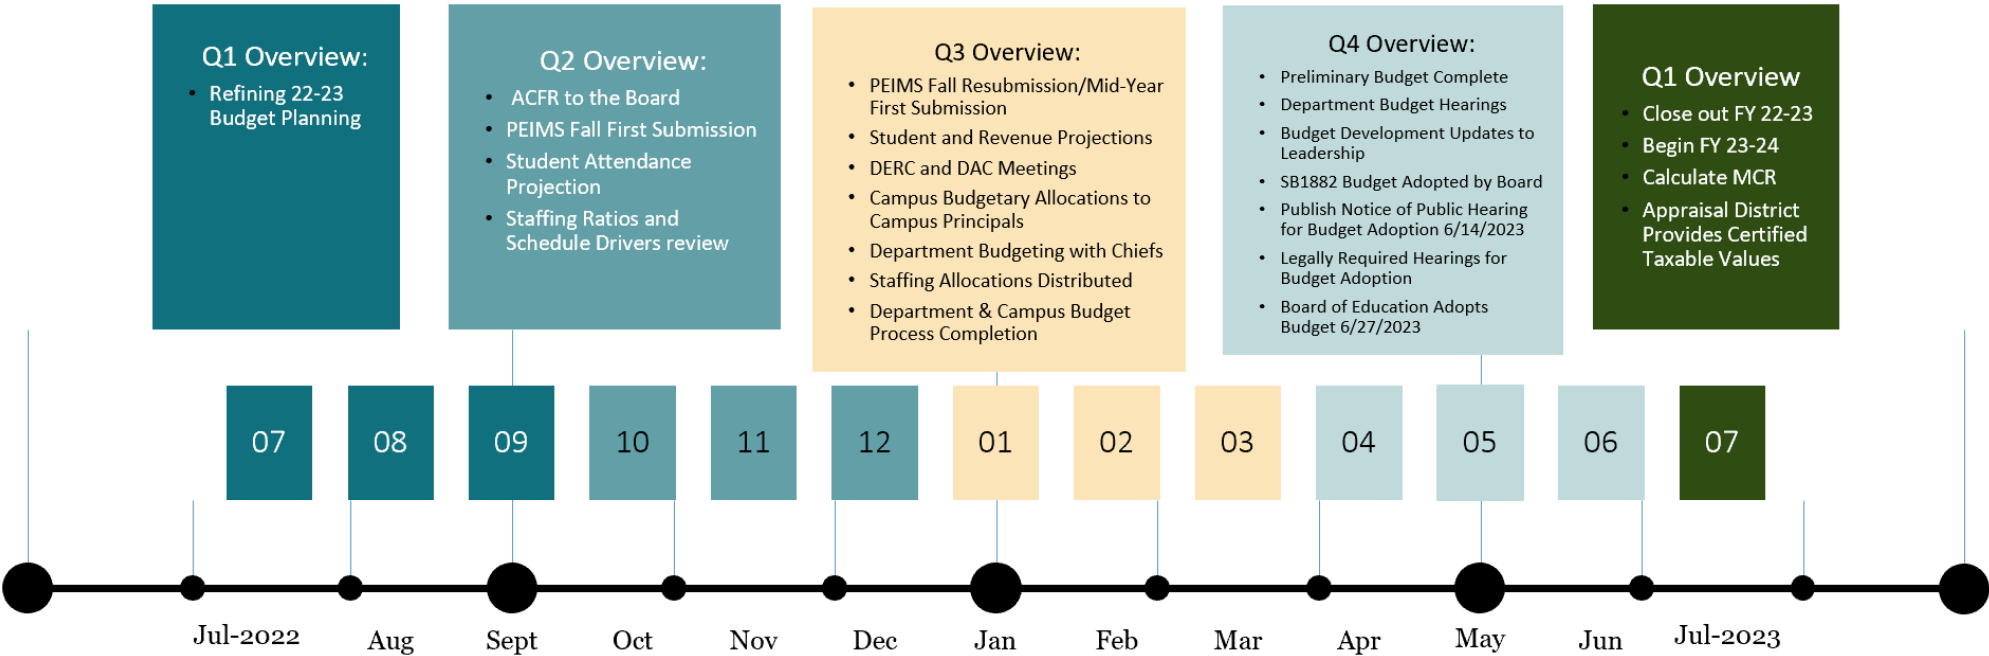 Q1 Overview:
• Refining 22-23
Budget Planning
Q2 Overview:
• ACFR to the Board
• PEIMS Fall First Submission
• Student Attendance
Projection
• Staffing Ratios and
Schedule Drivers review
Q3 Overview:
• PEIMS Fall Resubmission/Mid-Year
First Submission
• Student and Revenue Projections
• DERC and DAC Meetings
• Campus Budgetary Allocations to
Campus Principals
• Department Budgeting with Chiefs
• Staffing Allocations Distributed
• Department & Campus Budget
Process Completion
Q4 Overview:
• Preliminary Budget Complete
• Department Budget Hearings
• Budget Development Updates to
Leadership
• SB1882 Budget Adopted by Board
• Publish Notice of Public Hearing
for Budget Adoption 6/14/2023
• Legally Required Hearings for
Budget Adoption
• Board of Education Adopts
Budget 6/27/2023
Q1 Overview
• Close out FY 22-23
• Begin FY 23-24
• Calculate MCR
• Appraisal District
Provides Certified
Taxable Values
07 08 09 10 11 12 01 02 03 04 05 06 07
Jul-2022 Aug Sept Oct Nov Dec Jan Feb Mar Apr May Jun Jul-2023